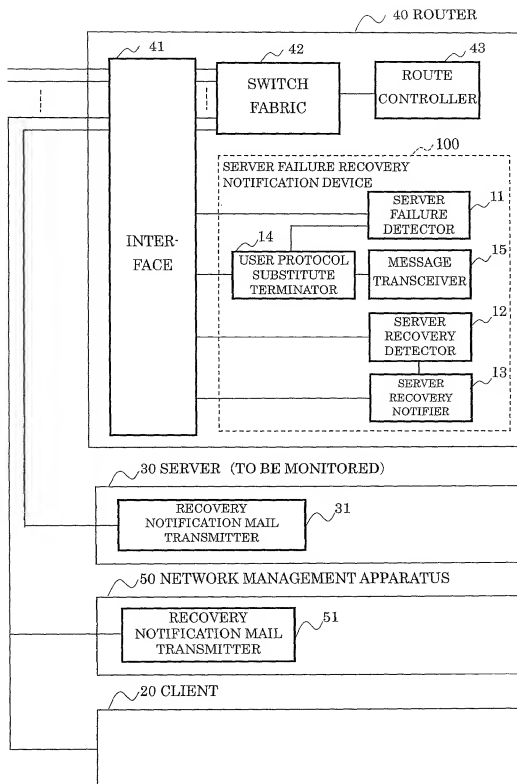 40 ROUTER
41
42
43
SWITCH
FABRIC
ROUTE
CONTROLLER
100
SERVER FAILURE RECOVERY
NOTIFICATION DEVICE
11
SERVER
FAILURE
DETECTOR
INTER-
FACE
14
USER PROTOCOL
SUBSTITUTE
TERMINATOR
15
MESSAGE
TRANSCEIVER
12
SERVER
RECOVERY
DETECTOR
13
SERVER
RECOVERY
NOTIFIER
30 SERVER (TO BE MONITORED)
RECOVERY
NOTIFICATION MAIL
TRANSMITTER
31
50 NETWORK MANAGEMENT APPARATUS
RECOVERY
NOTIFICATION MAIL
TRANSMITTER
51
20 CLIENT